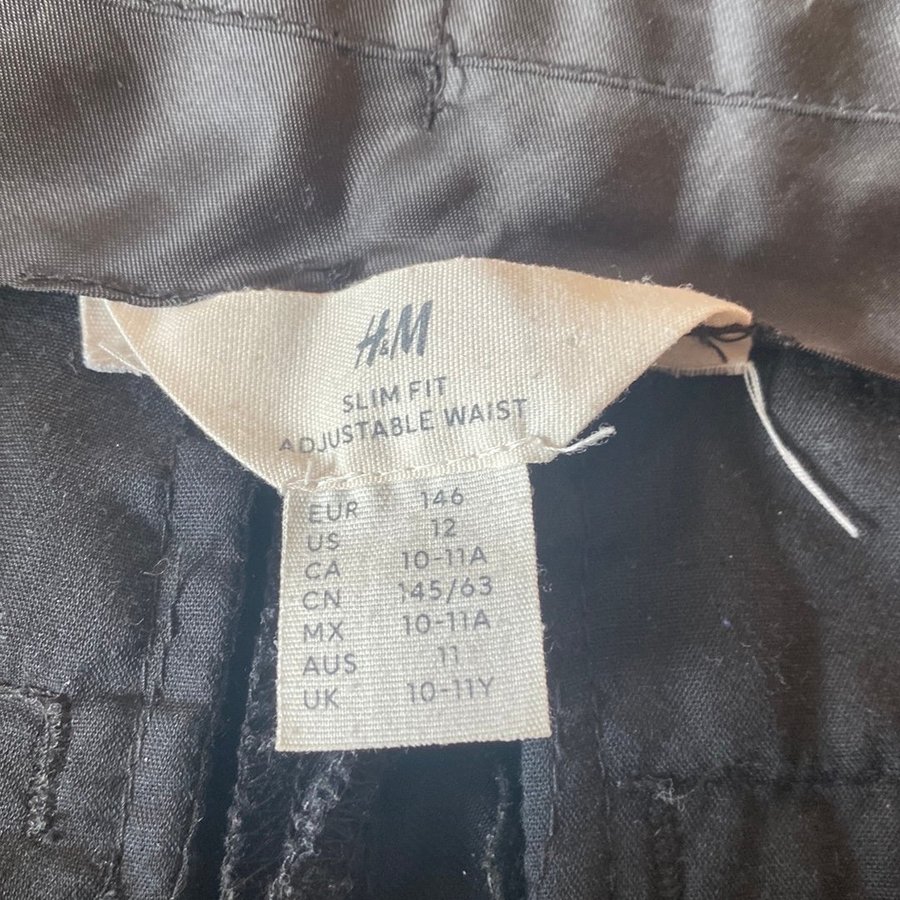 H&M
SLIM FIT
ADJUSTABLE WAIST
EUR 146
US 12
CA 10-11A
CN 145/63
MX 10-11A
AUS 11
UK 10-11Y